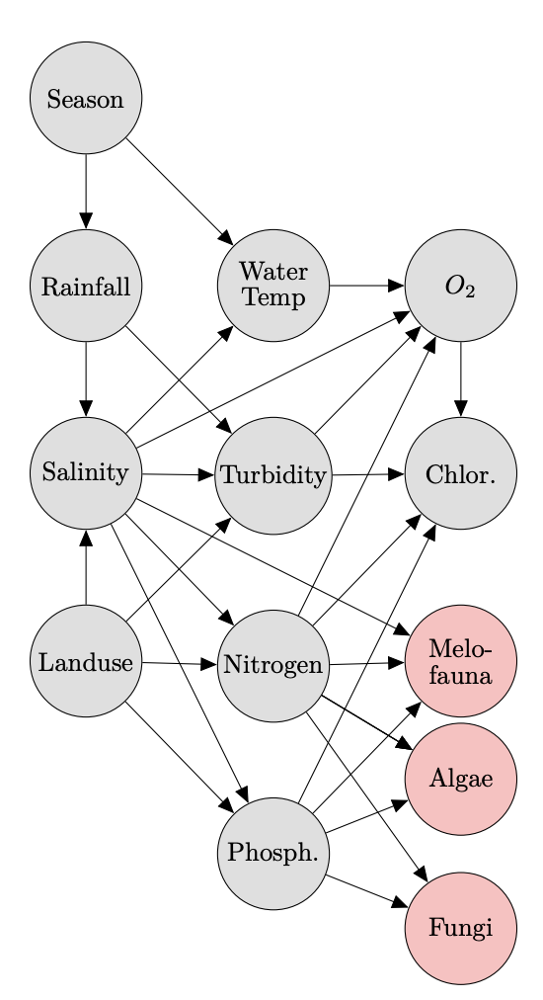 Season
Rainfall
Water
Temp
O₂
Salinity
Turbidity
Chlor.
Landuse
Nitrogen
Melo-
fauna
Algae
Phosph.
Fungi